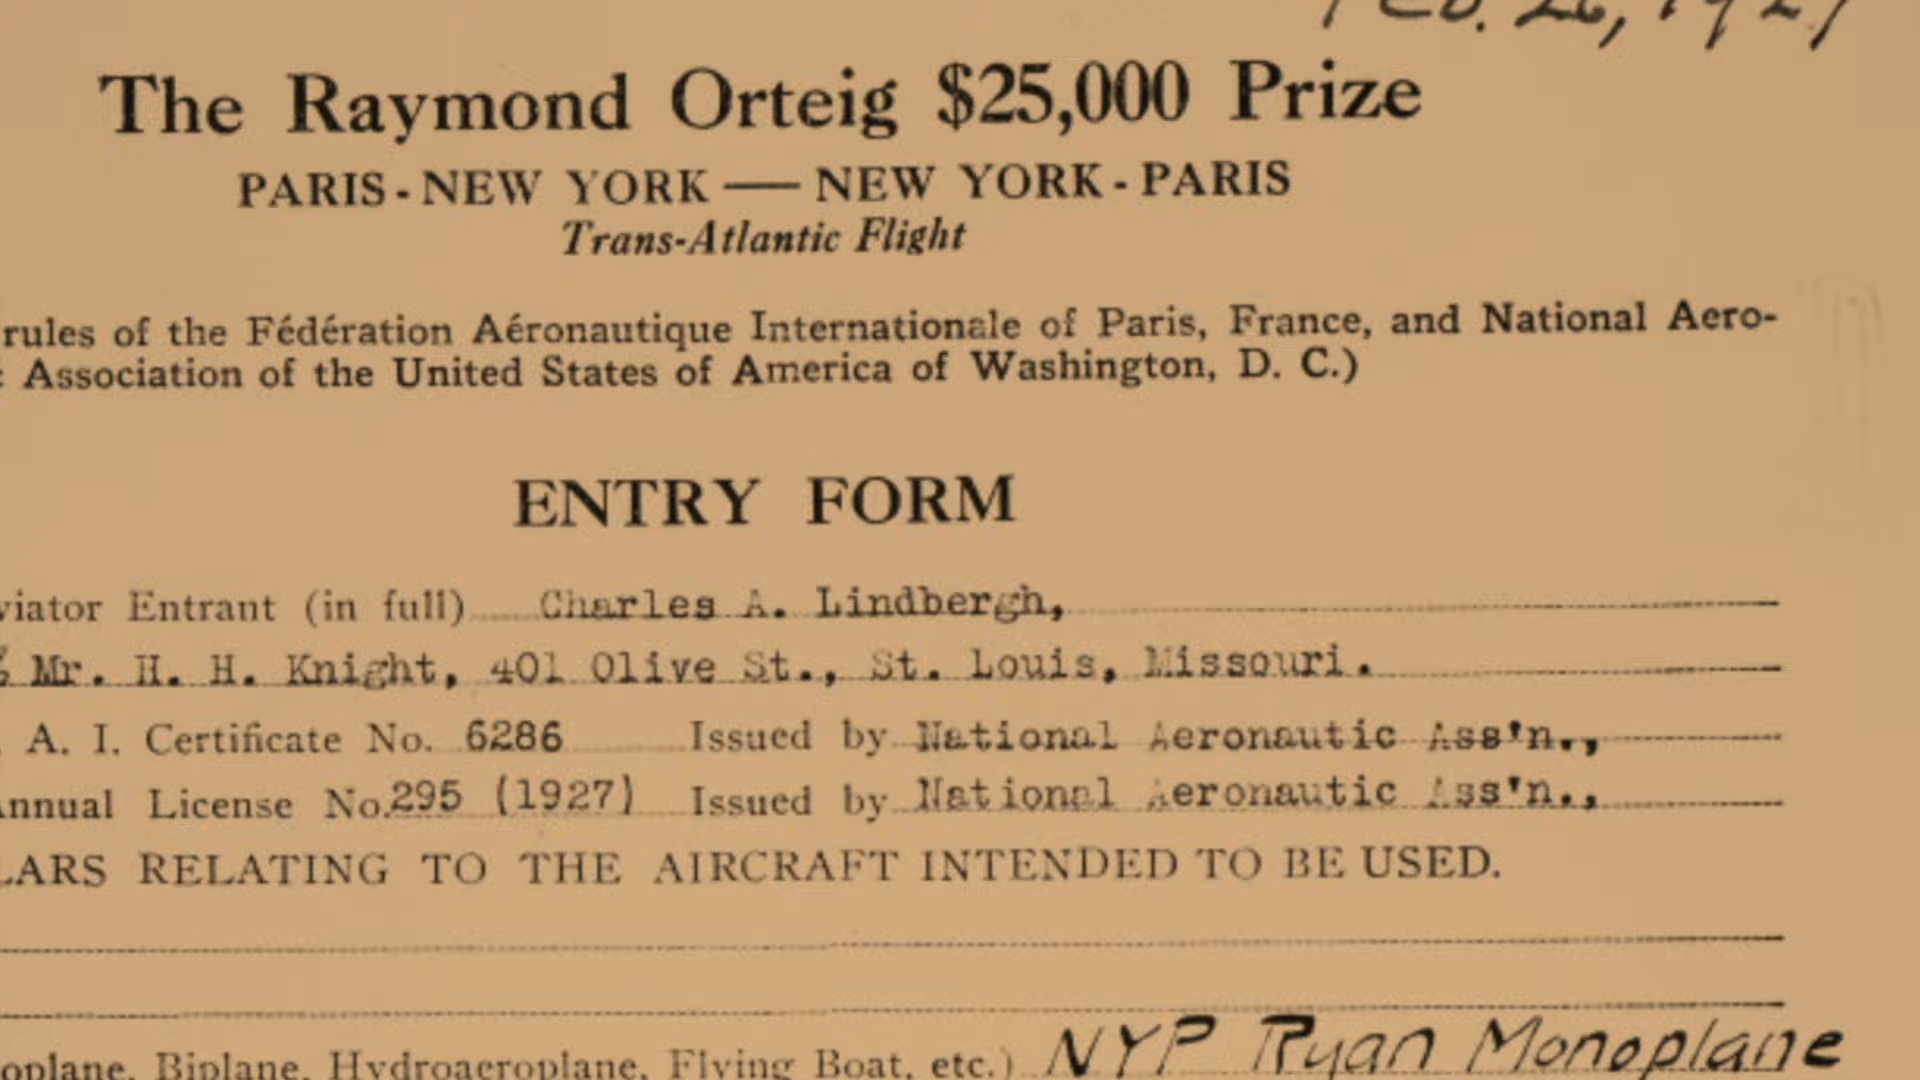 Feb. 26, 1927
The Raymond Orteig $25,000 Prize
PARIS-NEW YORK — NEW YORK-PARIS
Trans-Atlantic Flight
rules of the Fédération Aéronautique Internationale of Paris, France, and National Aero-
Association of the United States of America of Washington, D. C.)
ENTRY FORM
viator Entrant (in full) Charles A. Lindbergh,
Mr. H. H. Knight, 401 Olive St., St. Louis, Missouri.
A. I. Certificate No. 6286 Issued by National Aeronautic Ass'n.,
Annual License No. 295 (1927) Issued by National Aeronautic Ass'n.,
LARS RELATING TO THE AIRCRAFT INTENDED TO BE USED.
oplane, Biplane, Hydroaeroplane, Flying Boat, etc.) NYP Ryan Monoplane